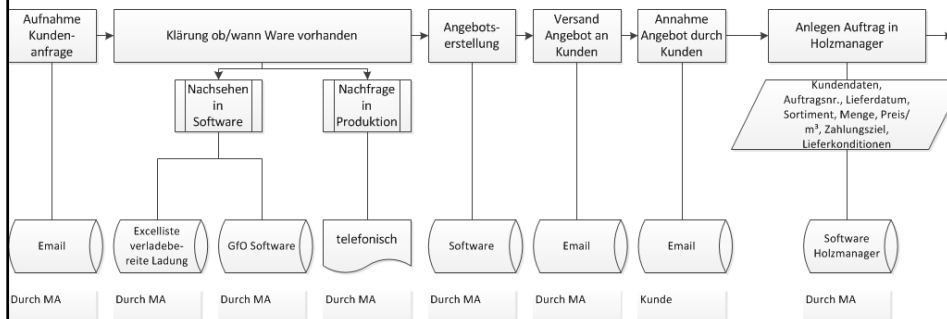 Aufnahme
Kunden-
anfrage
Klärung ob/wann Ware vorhanden
Angebots-
erstellung
Versand
Angebot an
Kunden
Annahme
Angebot durch
Kunden
Anlegen Auftrag in
Holzmanager
Nachsehen
in
Software
Nachfrage
in
Produktion
Kundendaten,
Auftragsnr., Lieferdatum,
Sortiment, Menge, Preis/
m³, Zahlungsziel,
Lieferkonditionen
Email
Excelliste
verladebe-
reite Ladung
GfO Software
telefonisch
Software
Email
Email
Software
Holzmanager
Durch MA
Durch MA
Durch MA
Durch MA
Durch MA
Durch MA
Kunde
Durch MA